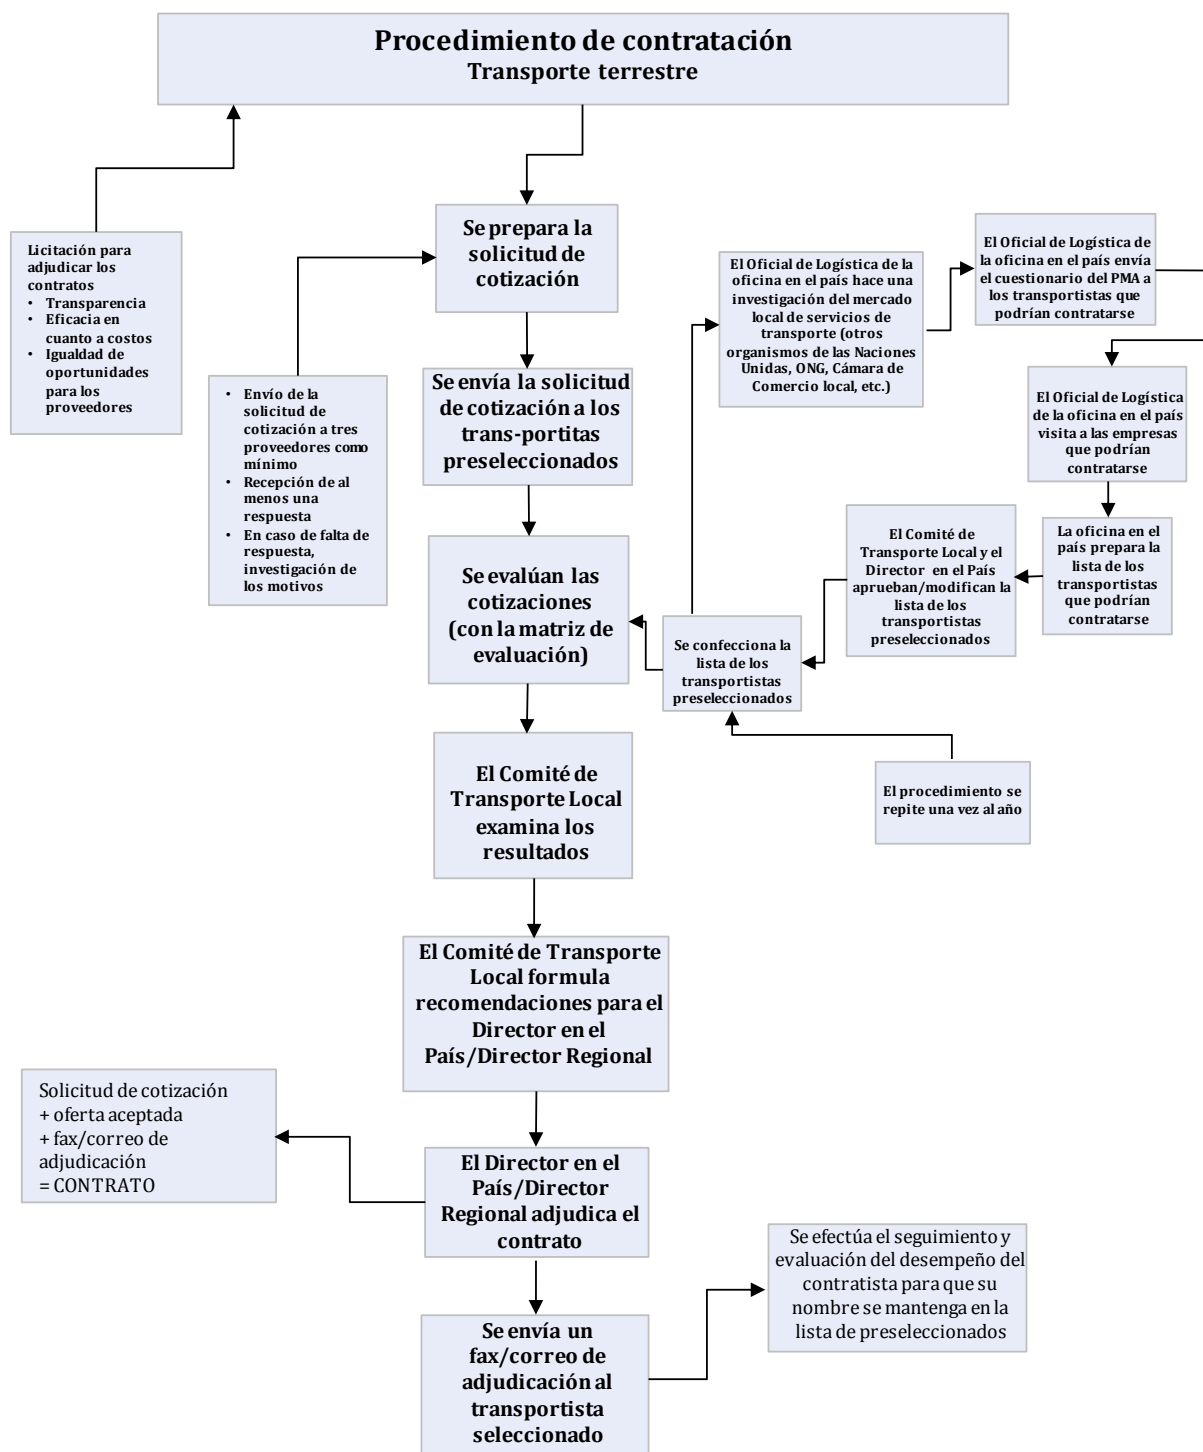 Procedimiento de contratación
Transporte terrestre
Licitación para
adjudicar los
contratos
• Transparencia
• Eficacia en
cuanto a costos
• Igualdad de
oportunidades
para los
proveedores
Se prepara la
solicitud de
cotización
• Envío de la
solicitud de
cotización a tres
proveedores como
mínimo
• Recepción de al
menos una
respuesta
• En caso de falta de
respuesta,
investigación de
los motivos
Se envía la solicitud
de cotización a los
trans-portitas
preseleccionados
El Oficial de Logística de la
oficina en el país hace una
investigación del mercado
local de servicios de
transporte (otros
organismos de las Naciones
Unidas, ONG, Cámara de
Comercio local, etc.)
El Oficial de Logística de
la oficina en el país envía
el cuestionario del PMA a
los transportistas que
podrían contratarse
El Oficial de Logística
de la oficina en el país
visita a las empresas
que podrían
contratarse
La oficina en el
país prepara la
lista de los
transportistas
que podrían
contratarse
El Comité de
Transporte Local y el
Director en el País
aprueban/modifican la
lista de los
transportistas
preseleccionados
Se confecciona la
lista de los
transportistas
preseleccionados
El procedimiento se
repite una vez al año
Se evalúan las
cotizaciones
(con la matriz de
evaluación)
El Comité de
Transporte Local
examina los
resultados
El Comité de Transporte
Local formula
recomendaciones para el
Director en el
País/Director Regional
Solicitud de cotización
+ oferta aceptada
+ fax/correo de
adjudicación
= CONTRATO
El Director en el
País/Director
Regional adjudica el
contrato
Se efectúa el seguimiento y
evaluación del desempeño del
contratista para que su
nombre se mantenga en la
lista de preseleccionados
Se envía un
fax/correo de
adjudicación al
transportista
seleccionado